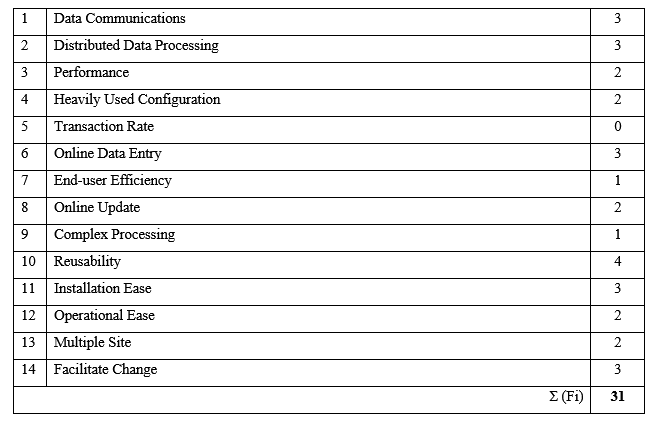 1 Data Communications 3
2 Distributed Data Processing 3
3 Performance 2
4 Heavily Used Configuration 2
5 Transaction Rate 0
6 Online Data Entry 3
7 End-user Efficiency 1
8 Online Update 2
9 Complex Processing 1
10 Reusability 4
11 Installation Ease 3
12 Operational Ease 2
13 Multiple Site 2
14 Facilitate Change 3
Σ (Fi) 31